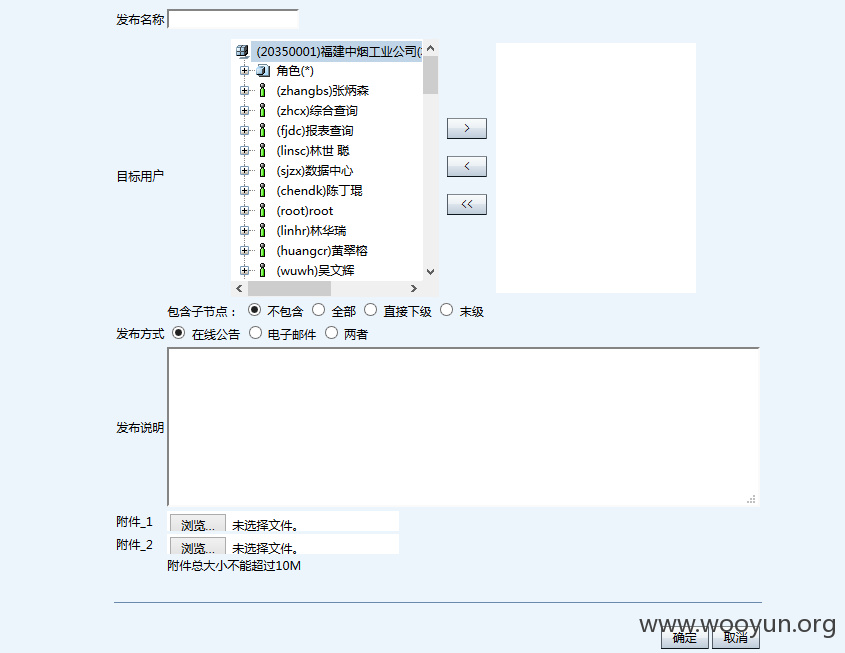 发布名称
目标用户
(20350001)福建中烟工业公司(
角色(*)
(zhangbs)张炳森
(zhcx)综合查询
(fjdc)报表查询
(linsc)林世 聪
(sjzx)数据中心
(chendk)陈丁琨
(root)root
(linhr)林华瑞
(huangcr)黄翠榕
(wuwh)吴文辉
>
<
<<
包含子节点： 不包含 全部 直接下级 末级
发布方式 在线公告 电子邮件 两者
发布说明
附件_1 浏览... 未选择文件。
附件_2 浏览... 未选择文件。
附件总大小不能超过10M
www.wooyun.org
确定 取消